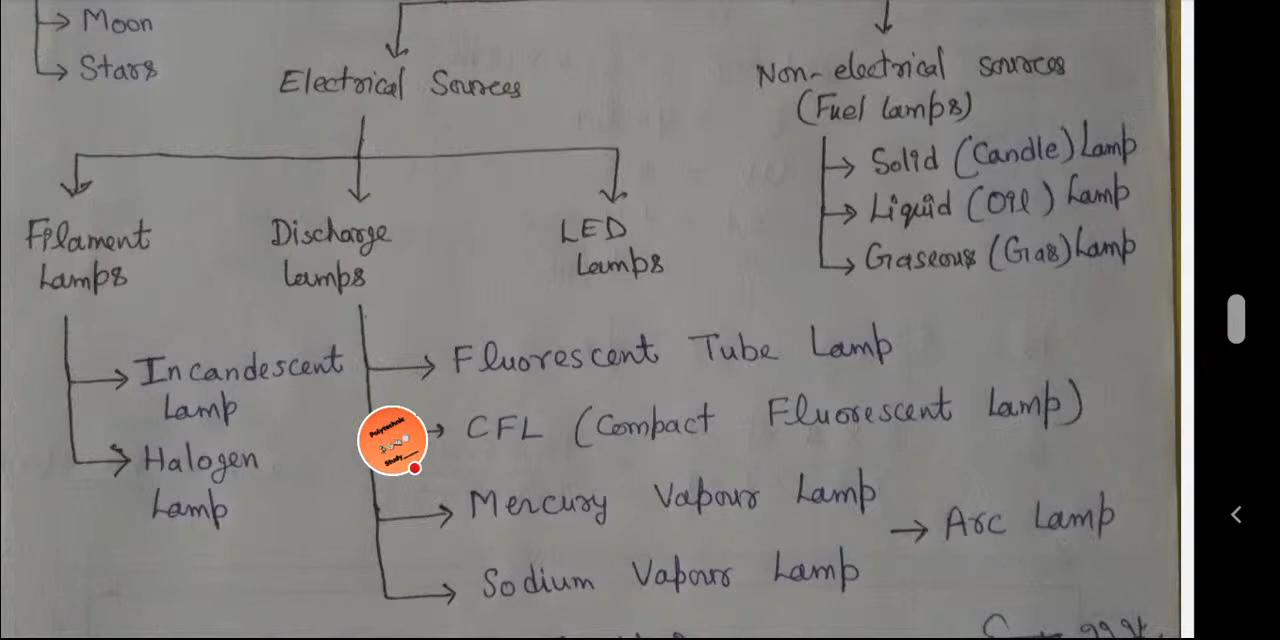 Moon
Stars
Electrical Sources
Non-electrical sources
(Fuel lamps)
Solid (Candle) Lamp
Liquid (Oil) Lamp
Gaseous (Gas) Lamp
Filament
Lamps
Discharge
Lamps
LED
Lamps
Incandescent
Lamp
Halogen
Lamp
Fluorescent Tube Lamp
CFL (Compact Fluorescent Lamp)
Mercury Vapour Lamp
Arc Lamp
Sodium Vapour Lamp
Polytechnic
Study